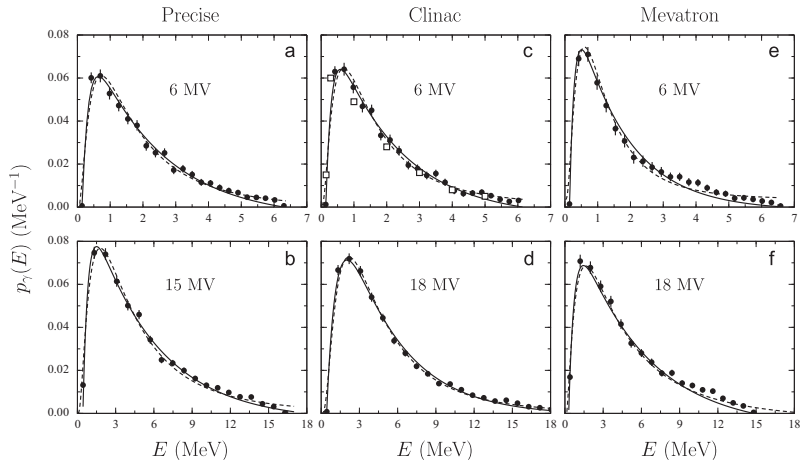 Precise Clinac Mevatron
0.08 a c e
6 MV 6 MV 6 MV
0.06
0.04
0.02
0.00
0 1 2 3 4 5 6 7 0 1 2 3 4 5 6 7 0 1 2 3 4 5 6 7
pγ(E) (MeV−1)
0.08 b d f
15 MV 18 MV 18 MV
0.06
0.04
0.02
0.00
0 3 6 9 12 15 18 0 3 6 9 12 15 18 0 3 6 9 12 15 18
E (MeV) E (MeV) E (MeV)